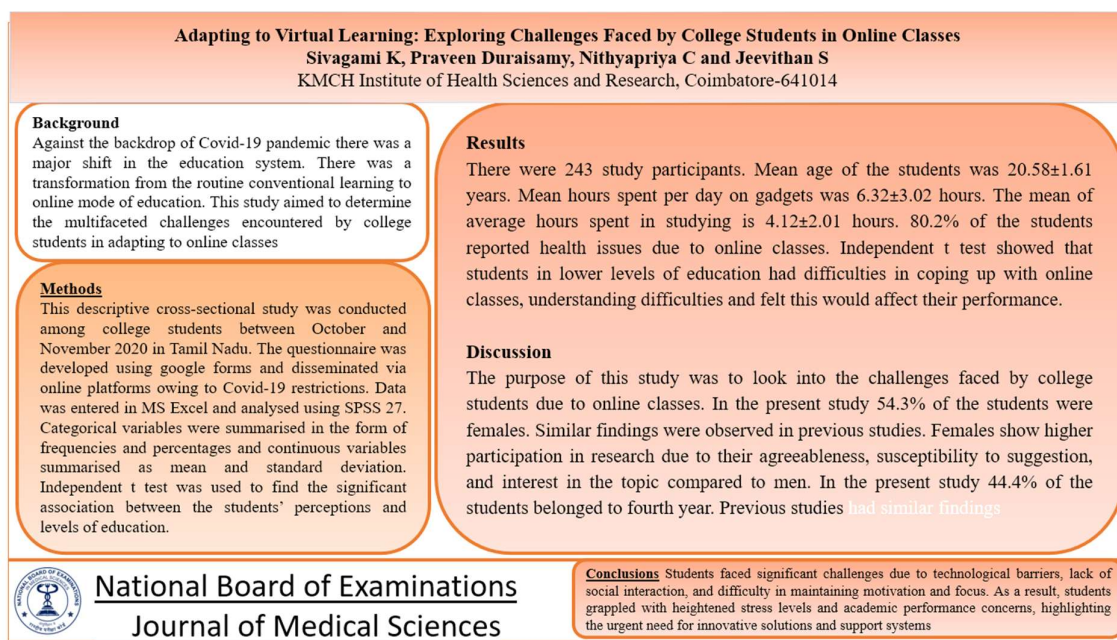 Adapting to Virtual Learning: Exploring Challenges Faced by College Students in Online Classes
Sivagami K, Praveen Duraisamy, Nithyapriya C and Jeevithan S
KMCH Institute of Health Sciences and Research, Coimbatore-641014
Background
Against the backdrop of Covid-19 pandemic there was a
major shift in the education system. There was a
transformation from the routine conventional learning to
online mode of education. This study aimed to determine
the multifaceted challenges encountered by college
students in adapting to online classes
Methods
This descriptive cross-sectional study was conducted
among college students between October and
November 2020 in Tamil Nadu. The questionnaire was
developed using google forms and disseminated via
online platforms owing to Covid-19 restrictions. Data
was entered in MS Excel and analysed using SPSS 27.
Categorical variables were summarised in the form of
frequencies and percentages and continuous variables
summarised as mean and standard deviation.
Independent t test was used to find the significant
association between the students' perceptions and
levels of education.
Results
There were 243 study participants. Mean age of the students was 20.58±1.61
years. Mean hours spent per day on gadgets was 6.32±3.02 hours. The mean of
average hours spent in studying is 4.12±2.01 hours. 80.2% of the students
reported health issues due to online classes. Independent t test showed that
students in lower levels of education had difficulties in coping up with online
classes, understanding difficulties and felt this would affect their performance.
Discussion
The purpose of this study was to look into the challenges faced by college
students due to online classes. In the present study 54.3% of the students were
females. Similar findings were observed in previous studies. Females show higher
participation in research due to their agreeableness, susceptibility to suggestion,
and interest in the topic compared to men. In the present study 44.4% of the
students belonged to fourth year. Previous studies had similar findings
National Board of Examinations
Journal of Medical Sciences
Conclusions Students faced significant challenges due to technological barriers, lack of
social interaction, and difficulty in maintaining motivation and focus. As a result, students
grappled with heightened stress levels and academic performance concerns, highlighting
the urgent need for innovative solutions and support systems